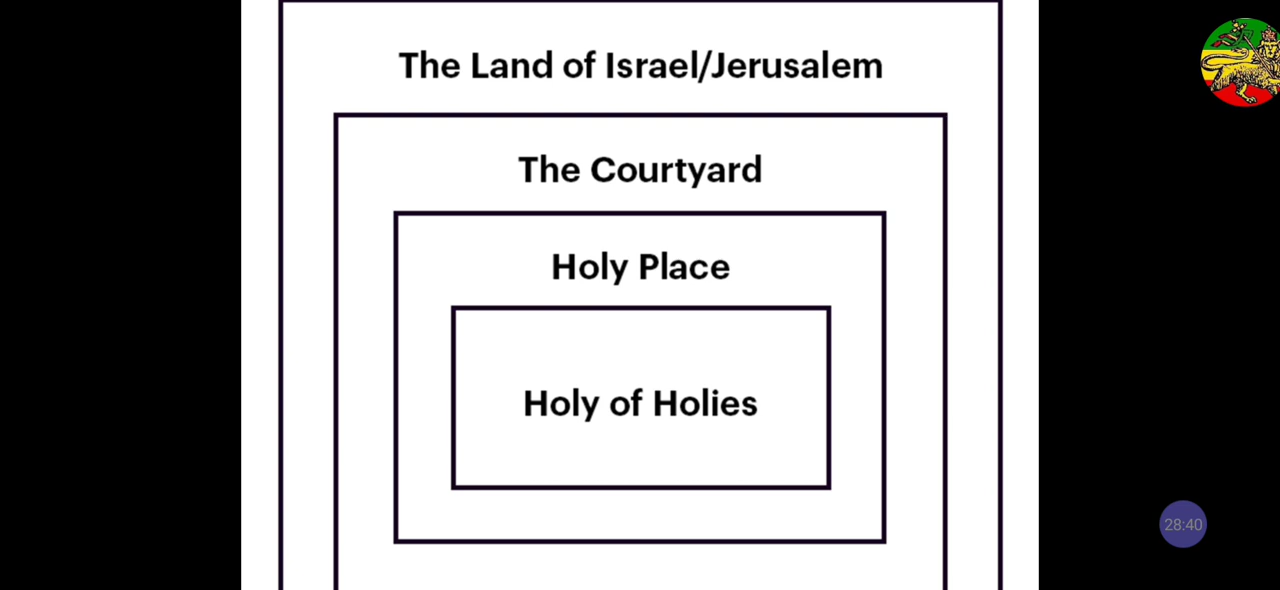 The Land of Israel/Jerusalem
The Courtyard
Holy Place
Holy of Holies
28:40